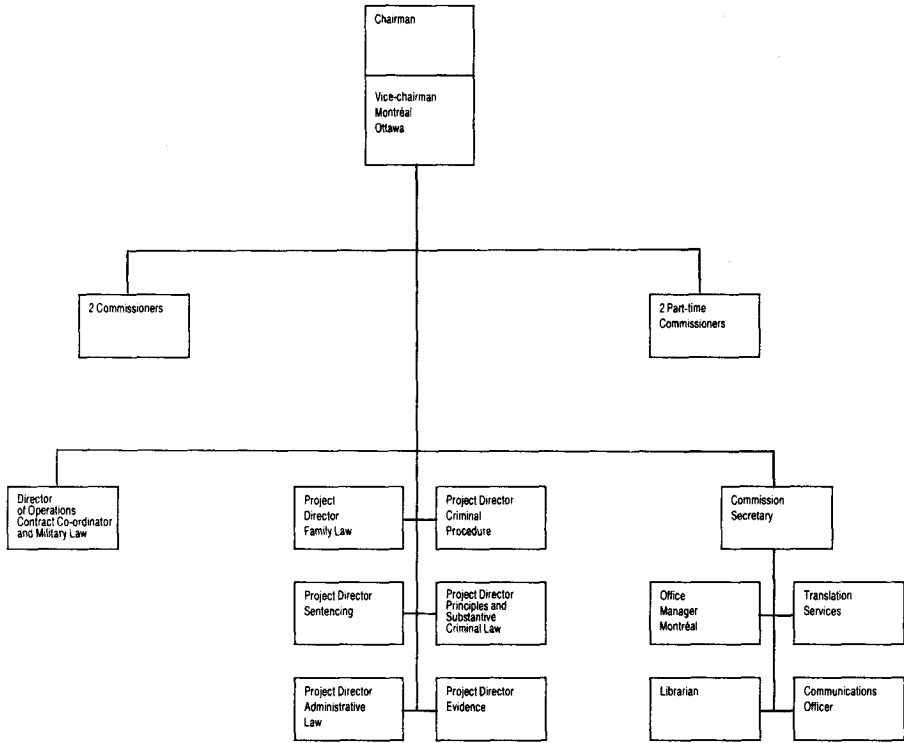 Chairman
Vice-chairman
Montréal
Ottawa
2 Commissioners
2 Part-time
Commissioners
Director
of Operations
Contract Co-ordinator
and Military Law
Project
Director
Family Law
Project Director
Criminal
Procedure
Commission
Secretary
Project Director
Sentencing
Project Director
Principles and
Substantive
Criminal Law
Office
Manager
Montréal
Translation
Services
Project Director
Administrative
Law
Project Director
Evidence
Librarian
Communications
Officer